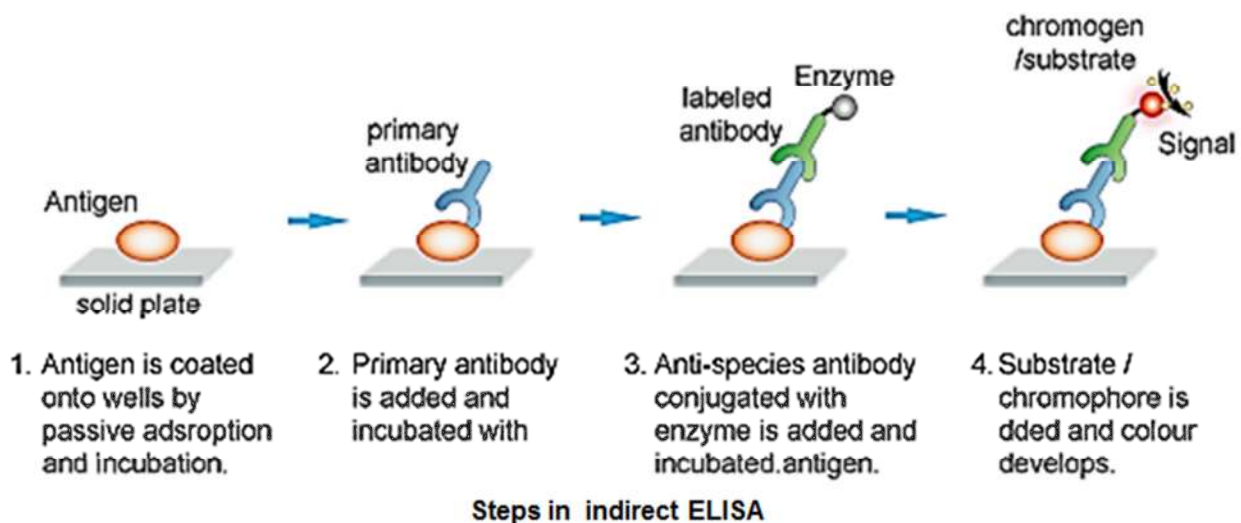 chromogen
/substrate
Enzyme
labeled
antibody
primary
antibody
Signal
Antigen
solid plate
1. Antigen is coated
onto wells by
passive adsroption
and incubation.
2. Primary antibody
is added and
incubated with
3. Anti-species antibody
conjugated with
enzyme is added and
incubated.antigen.
4. Substrate /
chromophore is
dded and colour
develops.
Steps in indirect ELISA